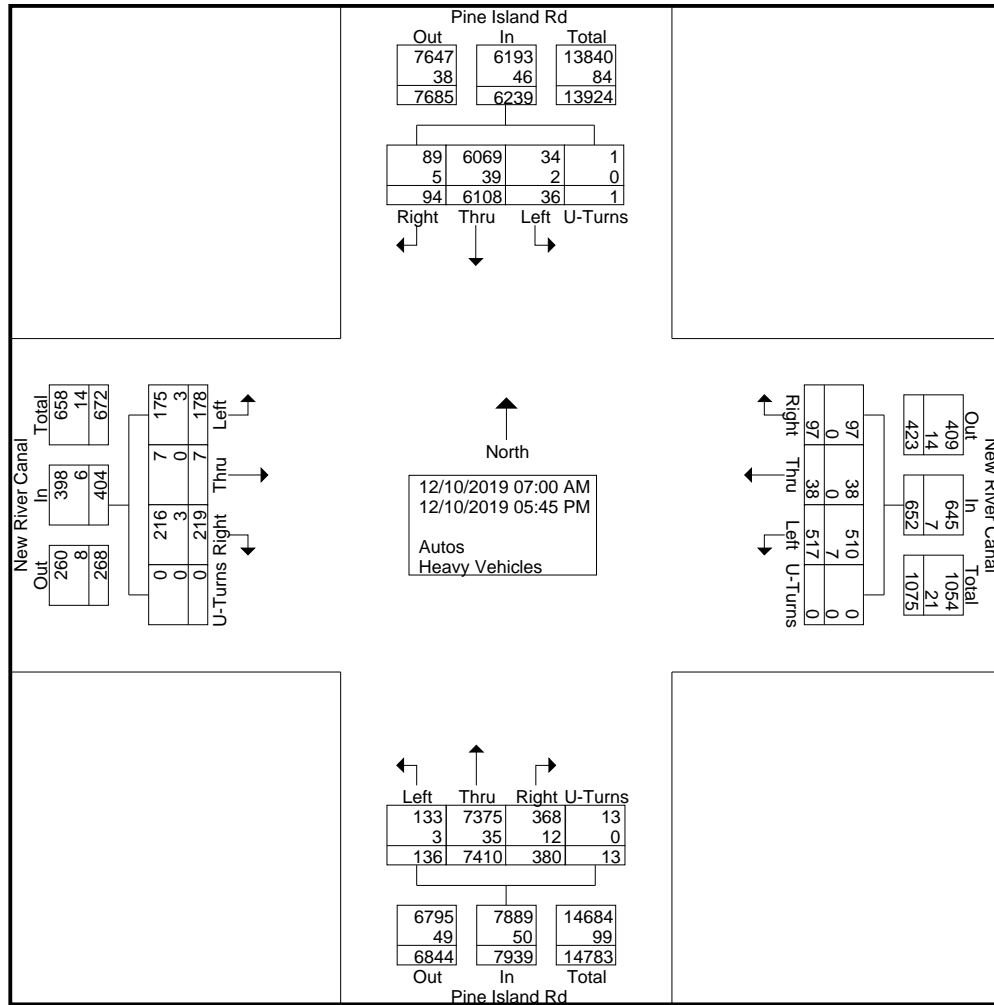 Pine Island Rd
Out In Total
7647 6193 13840
38 46 84
7685 6239 13924
89 6069 34 1
5 39 2 0
94 6108 36 1
Right Thru Left U-Turns
New River Canal
Total In Out
658 398 260
14 6 8
672 404 268
175 7 216 0
3 0 3 0
178 7 219 0
Left Thru Right U-Turns
North
12/10/2019 07:00 AM
12/10/2019 05:45 PM
Autos
Heavy Vehicles
Right Thru Left U-Turns
97 38 517 0
0 0 7 0
97 38 510 0
423 652 1075
14 7 21
409 645 1054
Out In Total
New River Canal
Left Thru Right U-Turns
133 7375 368 13
3 35 12 0
136 7410 380 13
6795 7889 14684
49 50 99
6844 7939 14783
Out In Total
Pine Island Rd